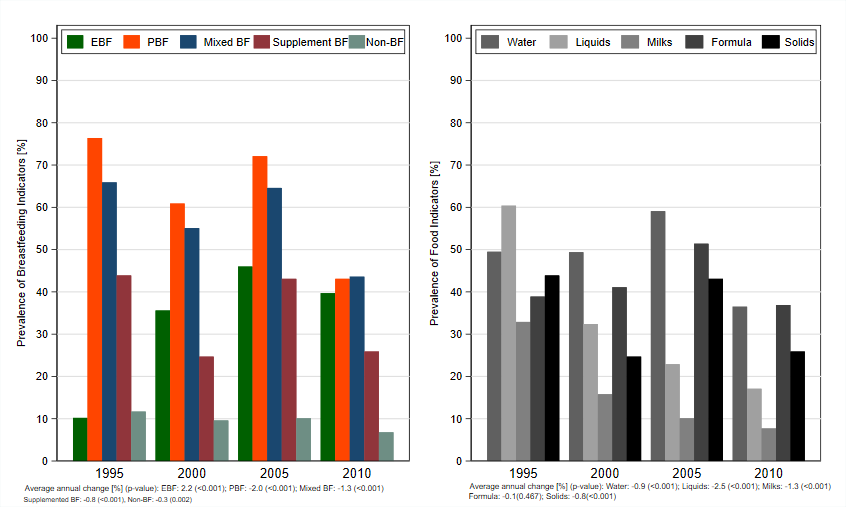 EBF PBF Mixed BF Supplement BF Non-BF
Prevalence of Breastfeeding Indicators [%]
100
90
80
70
60
50
40
30
20
10
0
1995 2000 2005 2010
Average annual change [%] (p-value): EBF: 2.2 (<0.001); PBF: -2.0 (<0.001); Mixed BF: -1.3 (<0.001)
Supplemented BF: -0.8 (<0.001), Non-BF: -0.3 (0.002)
Water Liquids Milks Formula Solids
Prevalence of Food Indicators [%]
100
90
80
70
60
50
40
30
20
10
0
1995 2000 2005 2010
Average annual change [%] (p-value): Water: -0.9 (<0.001); Liquids: -2.5 (<0.001); Milks: -1.3 (<0.001)
Formula: -0.1(0.467); Solids: -0.8(<0.001)